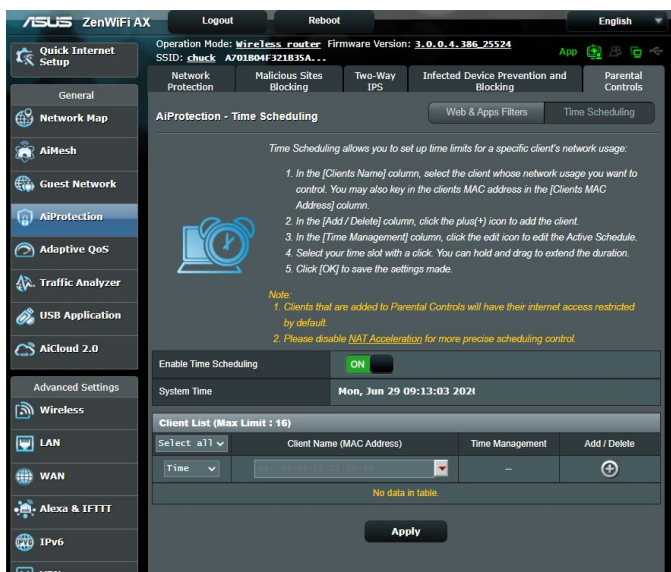 ASUS ZenWiFi AX Logout Reboot English
Quick Internet Setup
Operation Mode: Wireless router Firmware Version: 3.0.0.4.386_25524
SSID: chuck A701B04F321B35A... App
General
Network Map
AiMesh
Guest Network
AiProtection
Adaptive QoS
Traffic Analyzer
USB Application
AiCloud 2.0
Advanced Settings
Wireless
LAN
WAN
Alexa & IFTTT
IPv6
Network Protection
Malicious Sites Blocking
Two-Way IPS
Infected Device Prevention and Blocking
Parental Controls
AiProtection - Time Scheduling
Web & Apps Filters Time Scheduling
Time Scheduling allows you to set up time limits for a specific client's network usage:
1. In the [Clients Name] column, select the client whose network usage you want to
control. You may also key in the clients MAC address in the [Clients MAC
Address] column.
2. In the [Add / Delete] column, click the plus(+) icon to add the client.
3. In the [Time Management] column, click the edit icon to edit the Active Schedule.
4. Select your time slot with a click. You can hold and drag to extend the duration.
5. Click [OK] to save the settings made.
Note:
1. Clients that are added to Parental Controls will have their internet access restricted
by default.
2. Please disable NAT Acceleration for more precise scheduling control.
Enable Time Scheduling ON
System Time Mon, Jun 29 09:13:03 202
Client List (Max Limit : 16)
Select all Client Name (MAC Address) Time Management Add / Delete
Time --
No data in table.
Apply